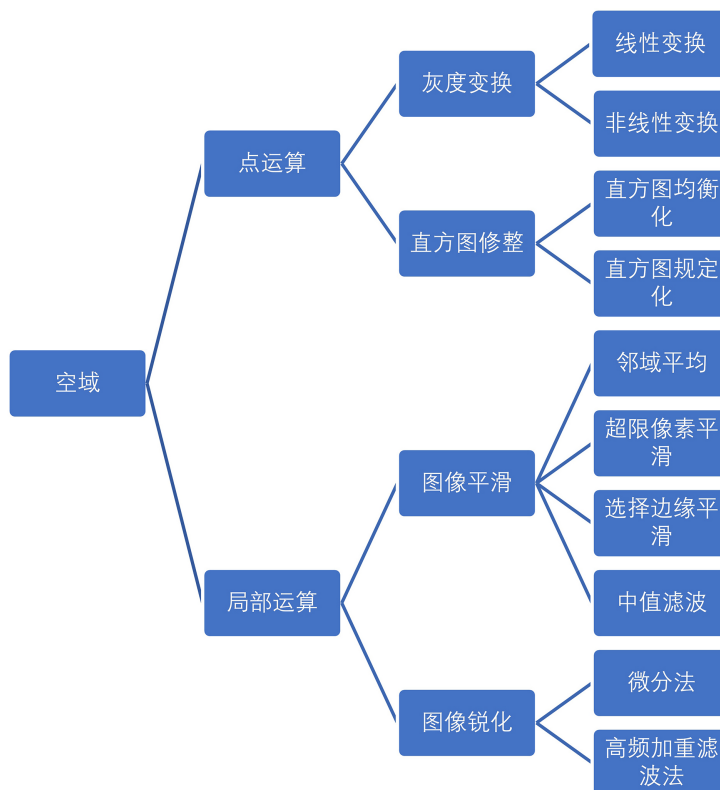 空域
点运算
灰度变换
线性变换
非线性变换
直方图修整
直方图均衡
化
直方图规定
化
局部运算
图像平滑
邻域平均
超限像素平
滑
选择边缘平
滑
中值滤波
图像锐化
微分法
高频加重滤
波法